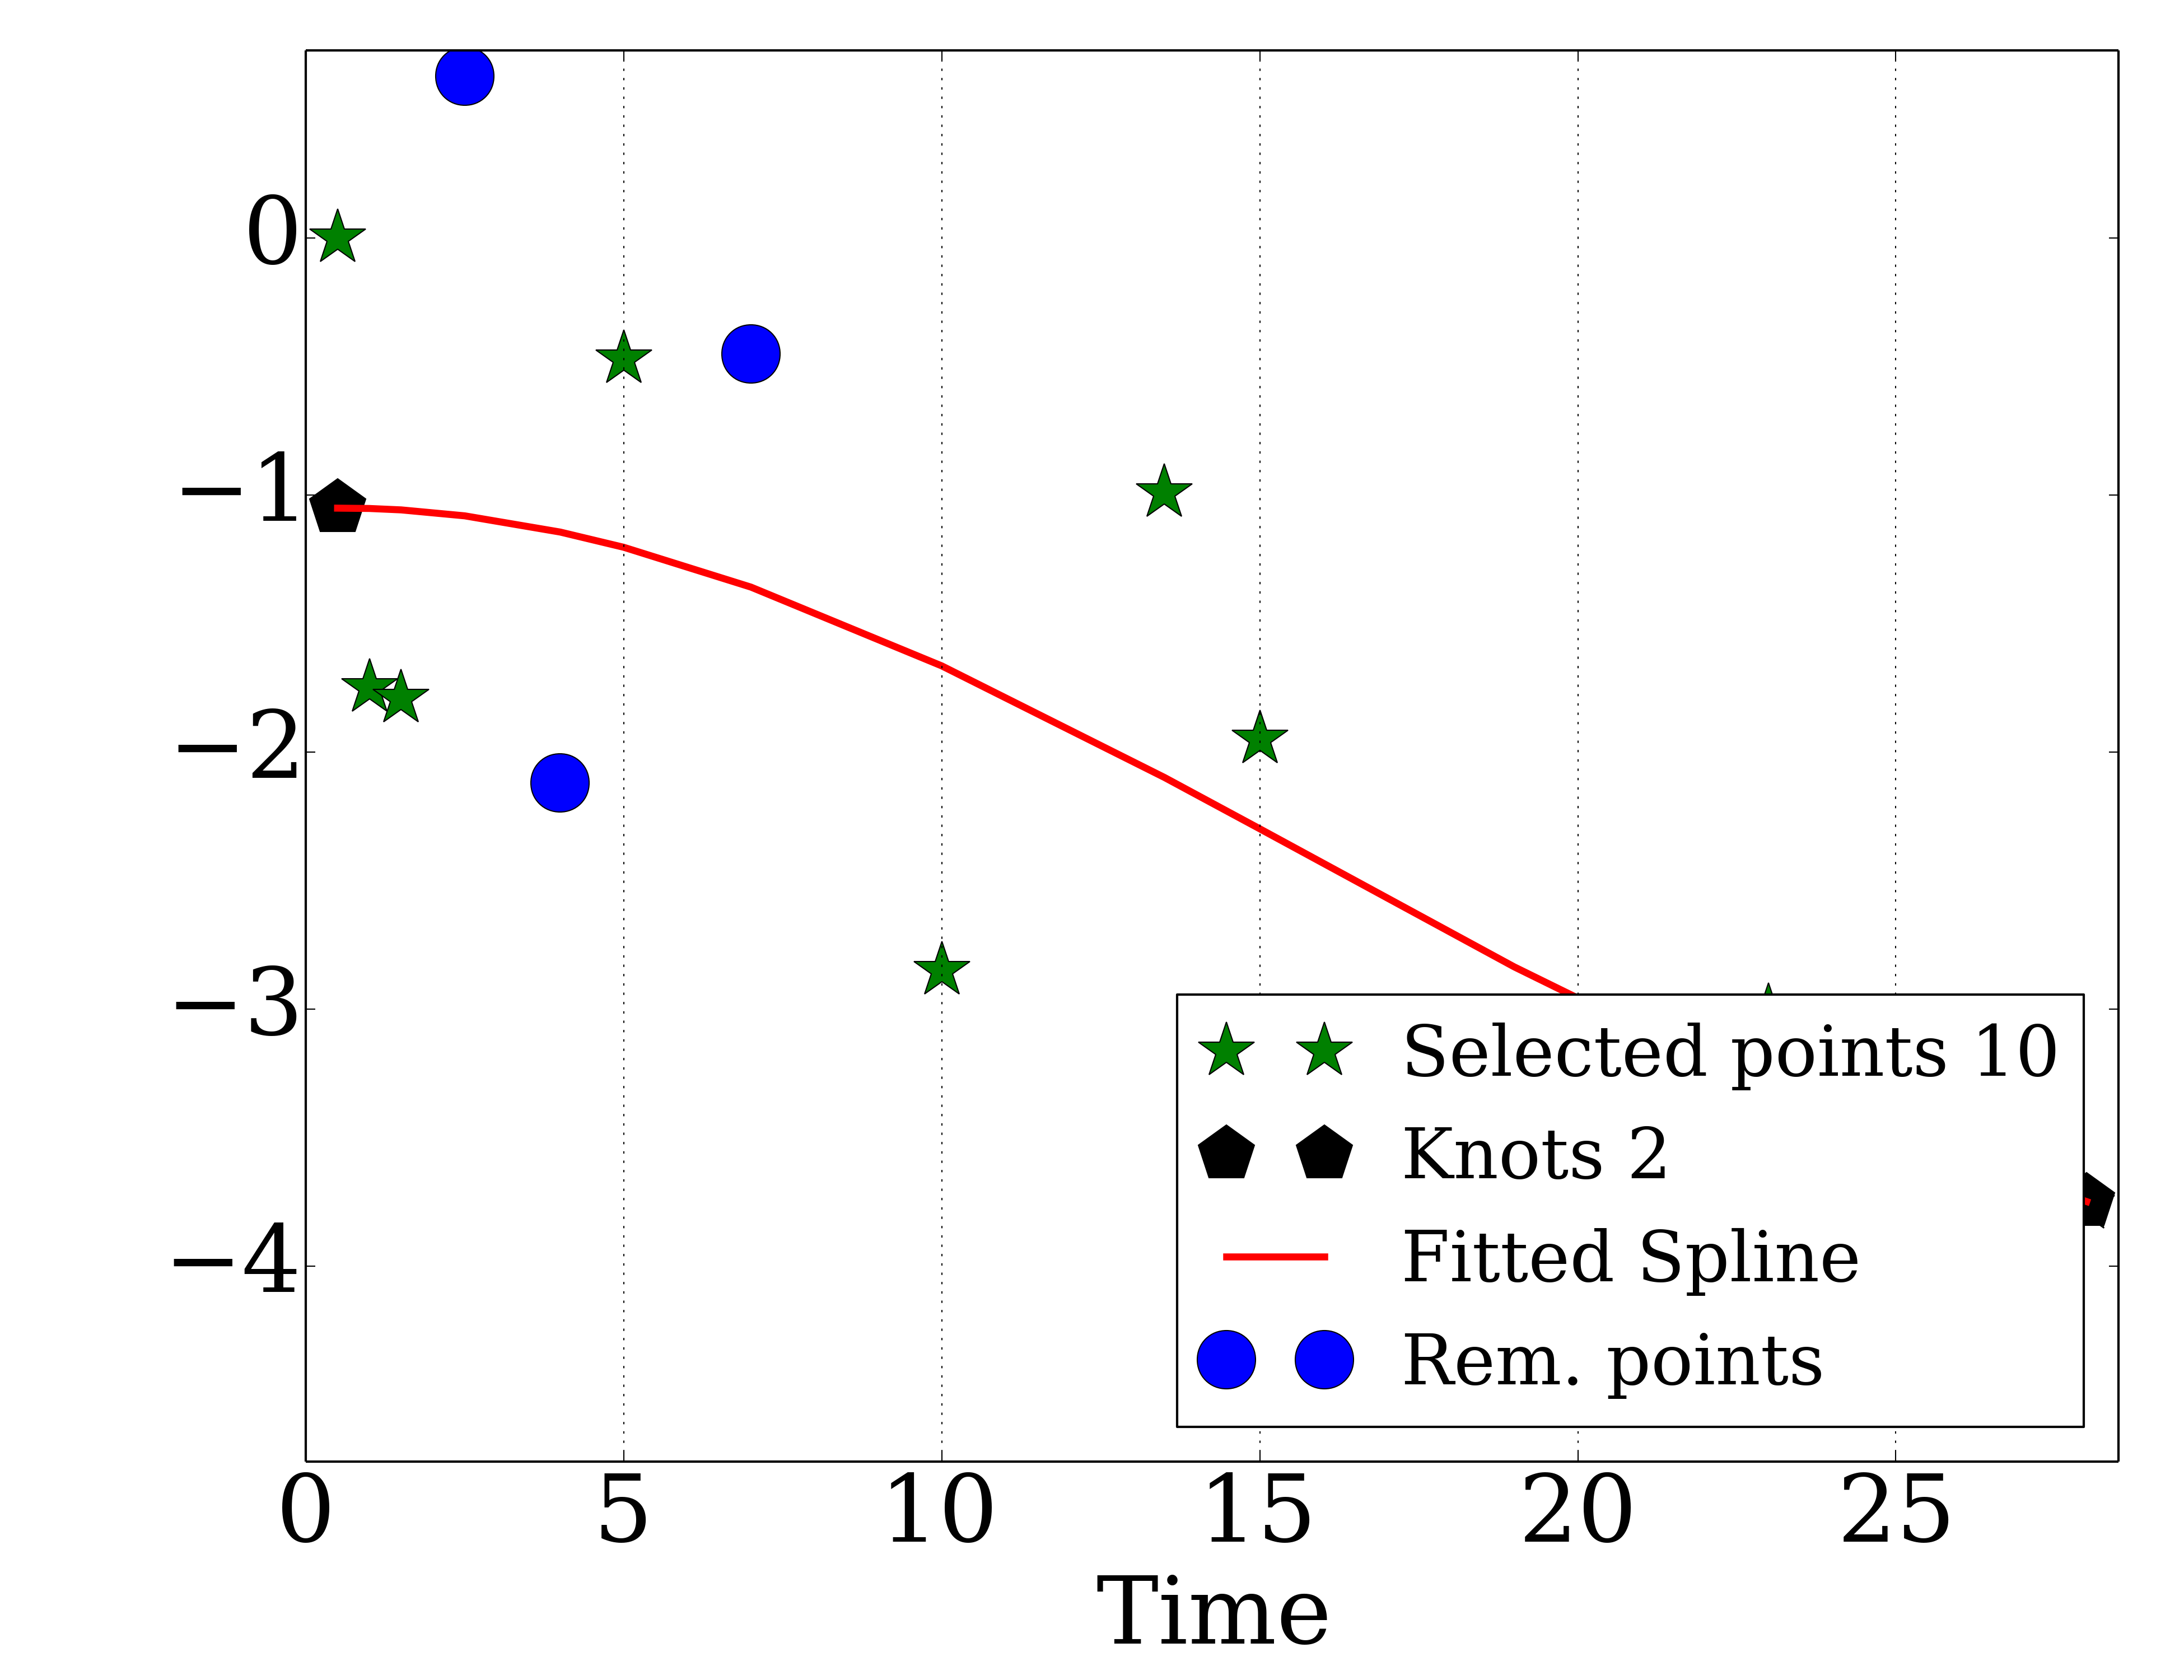 0
−1
−2
−3
−4
Selected points 10
Knots 2
Fitted Spline
Rem. points
0 5 10 15 20 25
Time